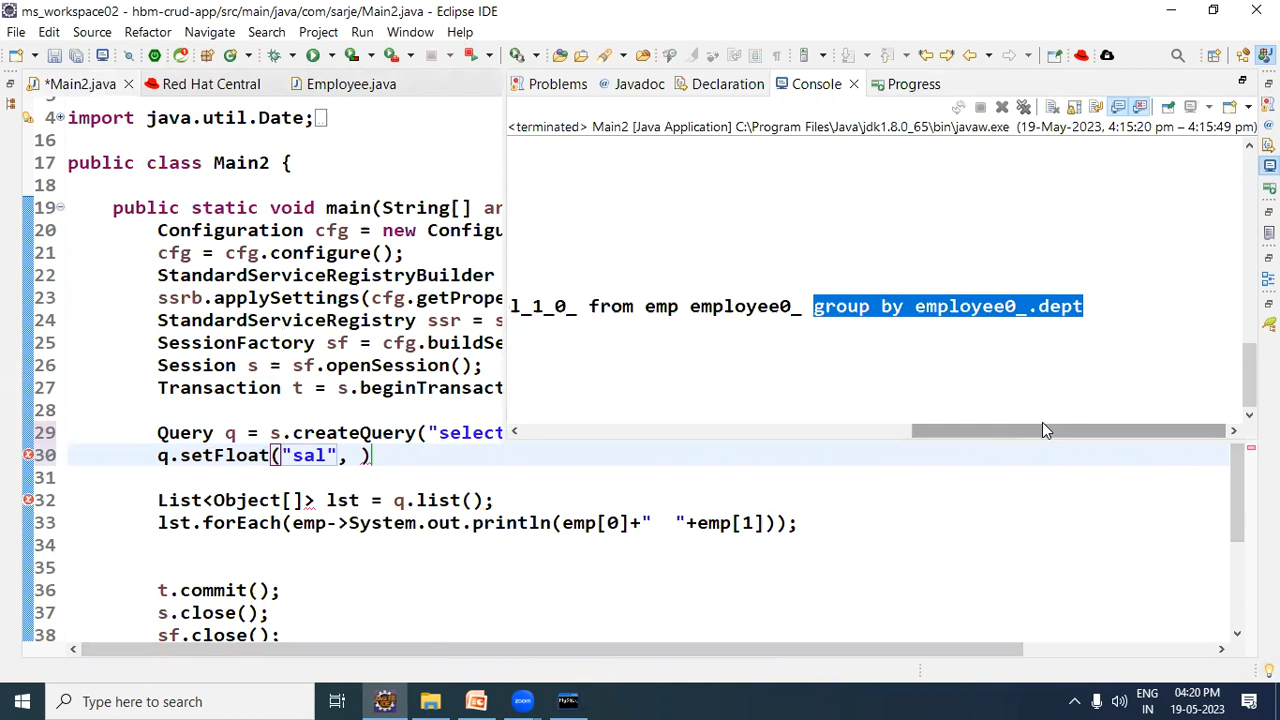 ms_workspace02 - hbm-crud-app/src/main/java/com/sarje/Main2.java - Eclipse IDE
File Edit Source Refactor Navigate Search Project Run Window Help
*Main2.java Red Hat Central Employee.java
Problems @ Javadoc Declaration Console Progress
<terminated> Main2 [Java Application] C:\Program Files\Java\jdk1.8.0_65\bin\javaw.exe (19-May-2023, 4:15:20 pm – 4:15:49 pm)
4 import java.util.Date;
16
17 public class Main2 {
18
19 public static void main(String[] ar
20 Configuration cfg = new Configu
21 cfg = cfg.configure();
22 StandardServiceRegistryBuilder
23 ssrb.applySettings(cfg.getPrope
24 StandardServiceRegistry ssr = s
25 SessionFactory sf = cfg.buildSe
26 Session s = sf.openSession();
27 Transaction t = s.beginTransact
28
29 Query q = s.createQuery("select
30 q.setFloat("sal", )
31
32 List<Object[]> lst = q.list();
33 lst.forEach(emp->System.out.println(emp[0]+"  "+emp[1]));
34
35
36 t.commit();
37 s.close();
38 sf.close();
l_1_0_ from emp employee0_ group by employee0_.dept
Type here to search
zoom
MySQL
ENG
IN
04:20 PM
19-05-2023